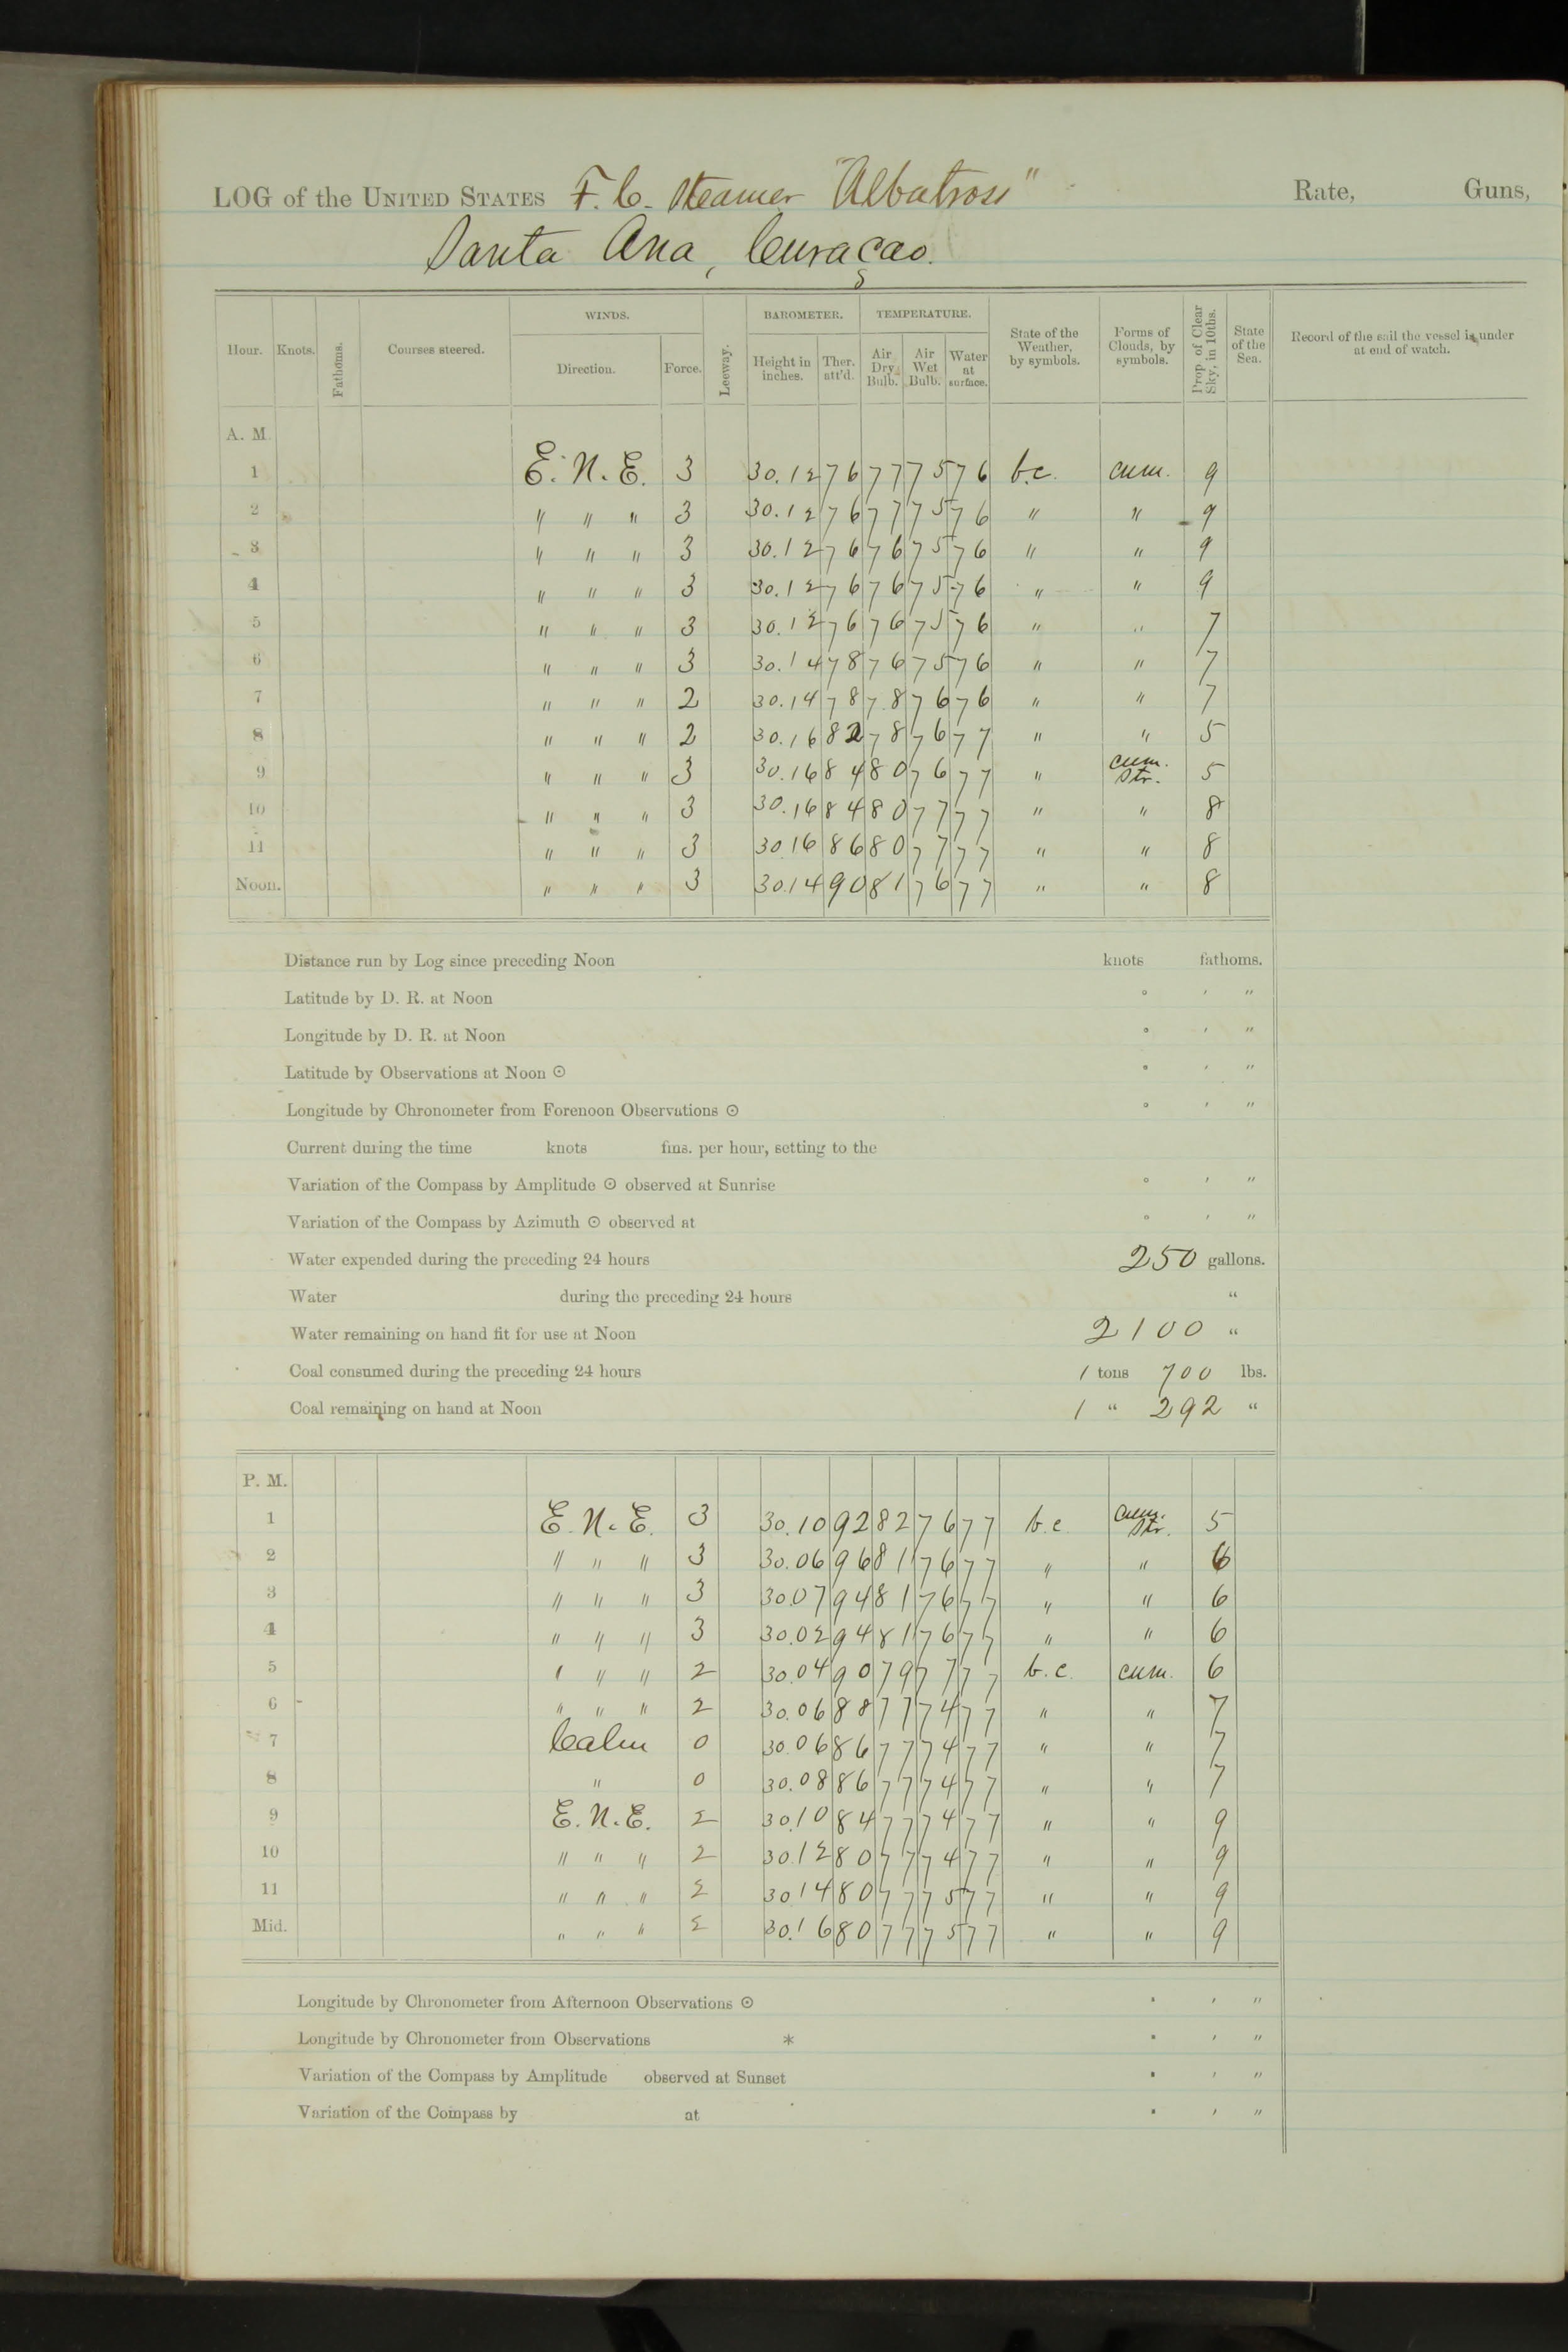 LOG of the UNITED STATES F. C. Steamer "Albatross" Rate, Guns,
Santa Ana, Curaçao.
Hour. Knots. Fathoms. Courses steered. WINDS. Direction. Force. Leeway. BAROMETER. Height in inches. Ther. att'd. TEMPERATURE. Air Dry Bulb. Air Wet Bulb. Water at surface. State of the Weather, by symbols. Forms of Clouds, by symbols. Prop. of Clear Sky, in 10ths. State of the Sea. Record of the sail the vessel is under at end of watch.
A. M.
1 E. N. E. 3 30.12 76 77 75 76 b.c. cum. 9
2 " " " 3 30.12 76 77 75 76 " " 9
3 " " " 3 30.12 76 76 75 76 " " 9
4 " " " 3 30.12 76 76 75 76 " " 9
5 " " " 3 30.12 76 76 75 76 " " 7
6 " " " 3 30.14 78 76 75 76 " " 7
7 " " " 2 30.14 78 78 76 76 " " 7
8 " " " 2 30.16 82 78 76 77 " " 5
9 " " " 3 30.16 84 80 76 77 " cum. str. 5
10 " " " 3 30.16 84 80 77 77 " " 8
11 " " " 3 30.16 86 80 77 77 " " 8
Noon. " " " 3 30.14 90 81 76 77 " " 8
Distance run by Log since preceding Noon knots fathoms.
Latitude by D. R. at Noon ° ' "
Longitude by D. R. at Noon ° ' "
Latitude by Observations at Noon ⊙ ° ' "
Longitude by Chronometer from Forenoon Observations ⊙ ° ' "
Current during the time knots fms. per hour, setting to the
Variation of the Compass by Amplitude ⊙ observed at Sunrise ° ' "
Variation of the Compass by Azimuth ⊙ observed at ° ' "
Water expended during the preceding 24 hours 250 gallons.
Water during the preceding 24 hours "
Water remaining on hand fit for use at Noon 2100 "
Coal consumed during the preceding 24 hours 1 tons 700 lbs.
Coal remaining on hand at Noon 1 " 292 "
P. M.
1 E. N. E. 3 30.10 92 82 76 77 b.c. cum. str. 5
2 " " " 3 30.06 96 81 76 77 " " 6
3 " " " 3 30.07 94 81 76 77 " " 6
4 " " " 3 30.02 94 81 76 77 " " 6
5 " " " 2 30.04 90 79 77 77 b.c. cum. 6
6 " " " 2 30.06 88 77 74 77 " " 7
7 Calm 0 30.06 86 77 74 77 " " 7
8 " 0 30.08 86 77 74 77 " " 7
9 E. N. E. 2 30.10 84 77 74 77 " " 9
10 " " " 2 30.12 80 77 74 77 " " 9
11 " " " 2 30.14 80 77 75 77 " " 9
Mid. " " " 2 30.16 80 77 75 77 " " 9
Longitude by Chronometer from Afternoon Observations ⊙ ° ' "
Longitude by Chronometer from Observations * ° ' "
Variation of the Compass by Amplitude observed at Sunset ° ' "
Variation of the Compass by at ° ' "